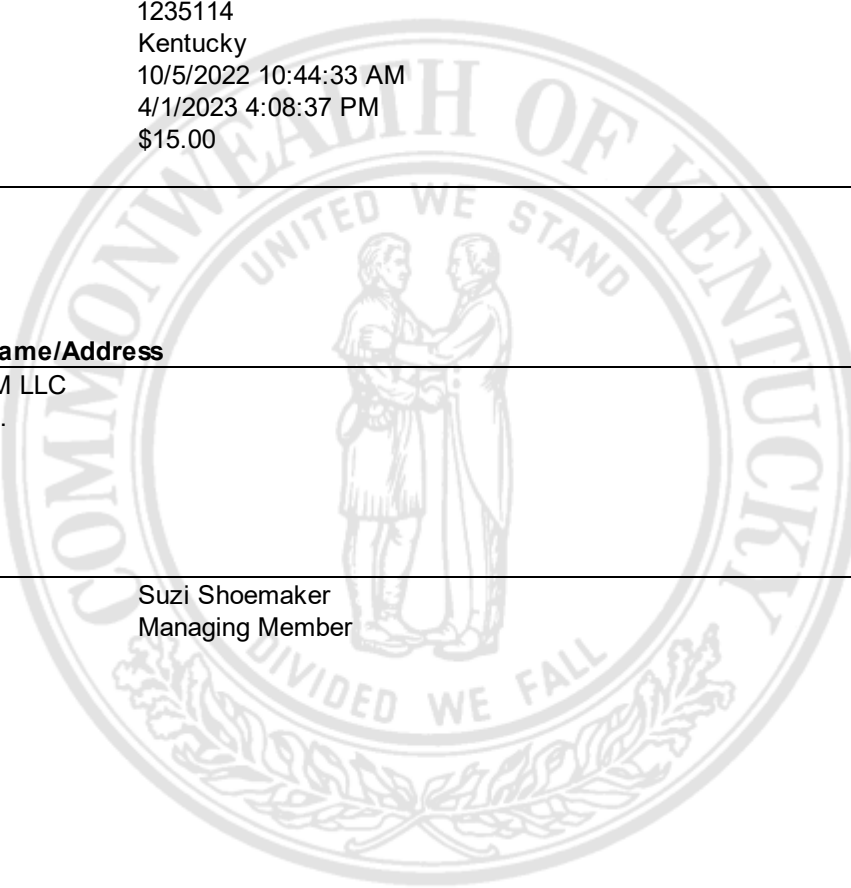 1235114
Kentucky
10/5/2022 10:44:33 AM
4/1/2023 4:08:37 PM
$15.00
COMMONWEALTH OF KENTUCKY
UNITED WE STAND
ame/Address
M LLC
.
Suzi Shoemaker
Managing Member
DIVIDED WE FALL